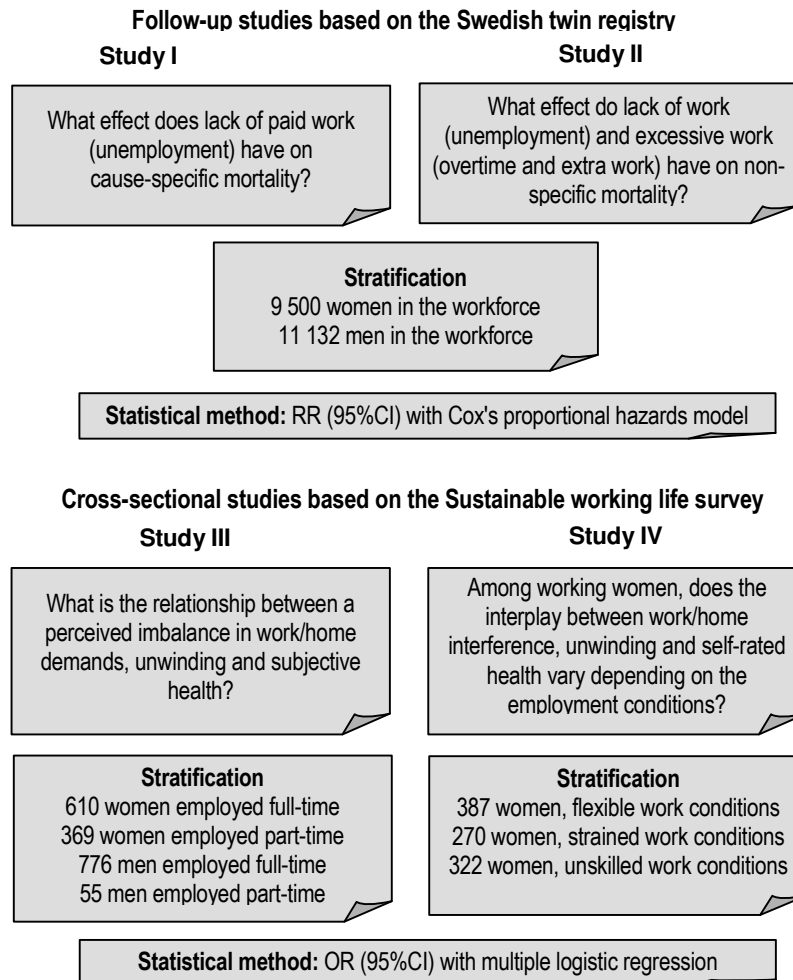 Follow-up studies based on the Swedish twin registry
Study I
What effect does lack of paid work
(unemployment) have on
cause-specific mortality?
Study II
What effect do lack of work
(unemployment) and excessive work
(overtime and extra work) have on non-
specific mortality?
Stratification
9 500 women in the workforce
11 132 men in the workforce
Statistical method: RR (95%CI) with Cox's proportional hazards model
Cross-sectional studies based on the Sustainable working life survey
Study III
What is the relationship between a
perceived imbalance in work/home
demands, unwinding and subjective
health?
Stratification
610 women employed full-time
369 women employed part-time
776 men employed full-time
55 men employed part-time
Study IV
Among working women, does the
interplay between work/home
interference, unwinding and self-rated
health vary depending on the
employment conditions?
Stratification
387 women, flexible work conditions
270 women, strained work conditions
322 women, unskilled work conditions
Statistical method: OR (95%CI) with multiple logistic regression